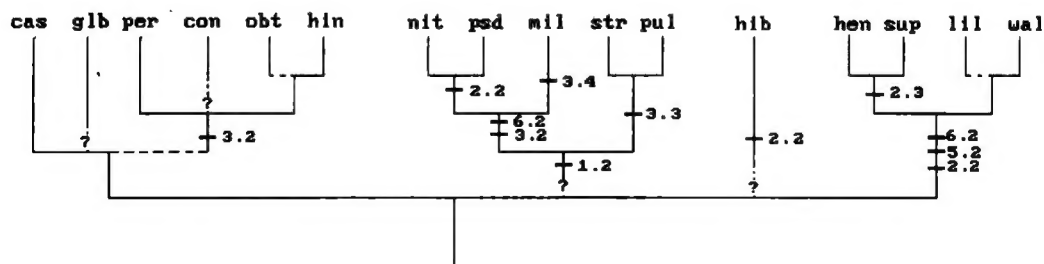 cas glb per con obt hin nit psd mil str pul hib hen sup lil wal
2.2 3.4 2.3
? 3.3
3.2 6.2 3.2 2.2 6.2
? 5.2
1.2 2.2
? ?